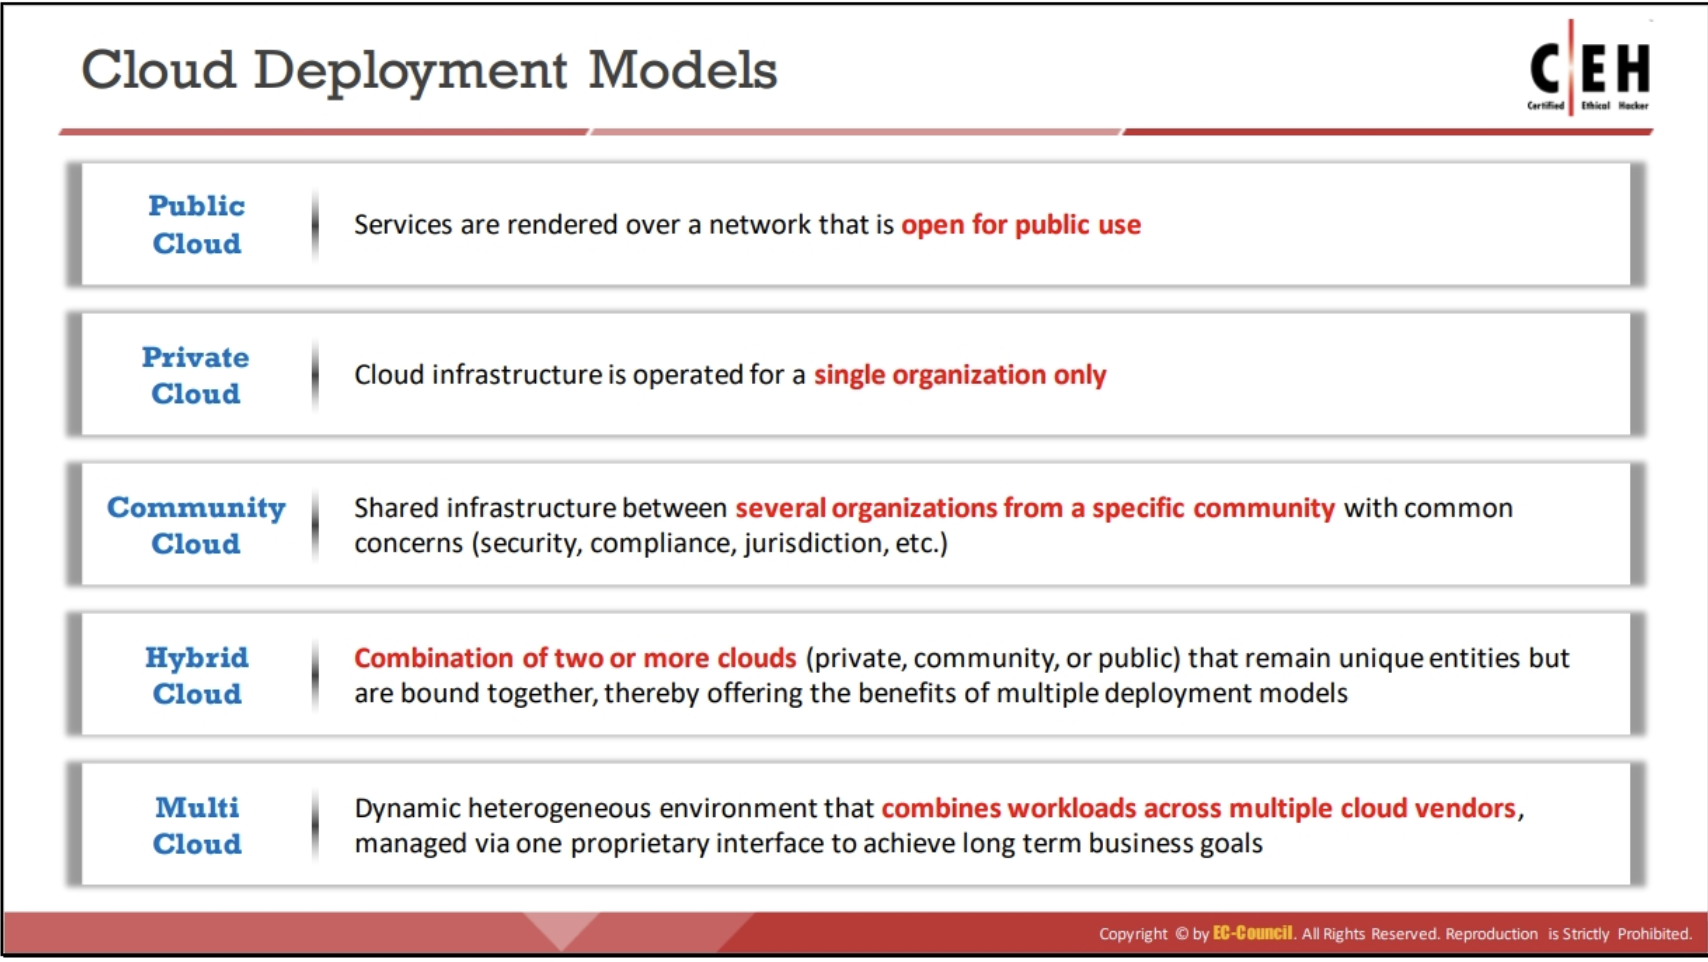 Cloud Deployment Models
C EH
Certified Ethical Hacker
Public
Cloud
Services are rendered over a network that is open for public use
Private
Cloud
Cloud infrastructure is operated for a single organization only
Community
Cloud
Shared infrastructure between several organizations from a specific community with common
concerns (security, compliance, jurisdiction, etc.)
Hybrid
Cloud
Combination of two or more clouds (private, community, or public) that remain unique entities but
are bound together, thereby offering the benefits of multiple deployment models
Multi
Cloud
Dynamic heterogeneous environment that combines workloads across multiple cloud vendors,
managed via one proprietary interface to achieve long term business goals
Copyright © by EC-Council. All Rights Reserved. Reproduction is Strictly Prohibited.